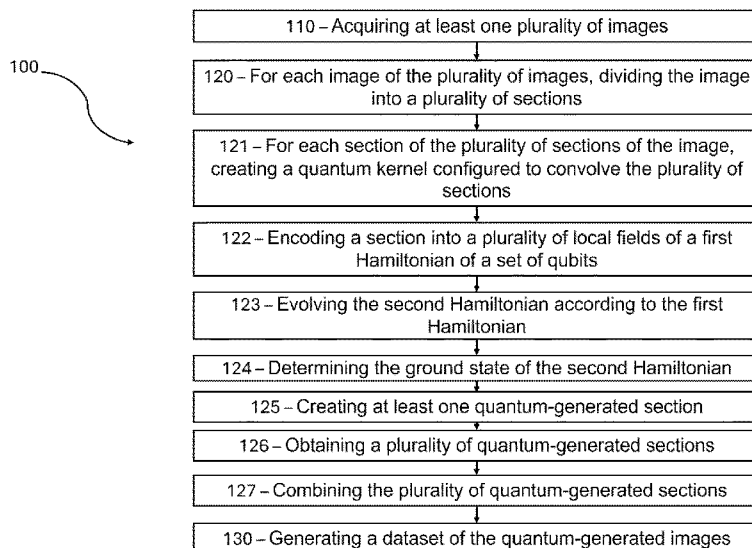 110 – Acquiring at least one plurality of images
100
120 – For each image of the plurality of images, dividing the image
into a plurality of sections
121 – For each section of the plurality of sections of the image,
creating a quantum kernel configured to convolve the plurality of
sections
122 – Encoding a section into a plurality of local fields of a first
Hamiltonian of a set of qubits
123 – Evolving the second Hamiltonian according to the first
Hamiltonian
124 – Determining the ground state of the second Hamiltonian
125 – Creating at least one quantum-generated section
126 – Obtaining a plurality of quantum-generated sections
127 – Combining the plurality of quantum-generated sections
130 – Generating a dataset of the quantum-generated images